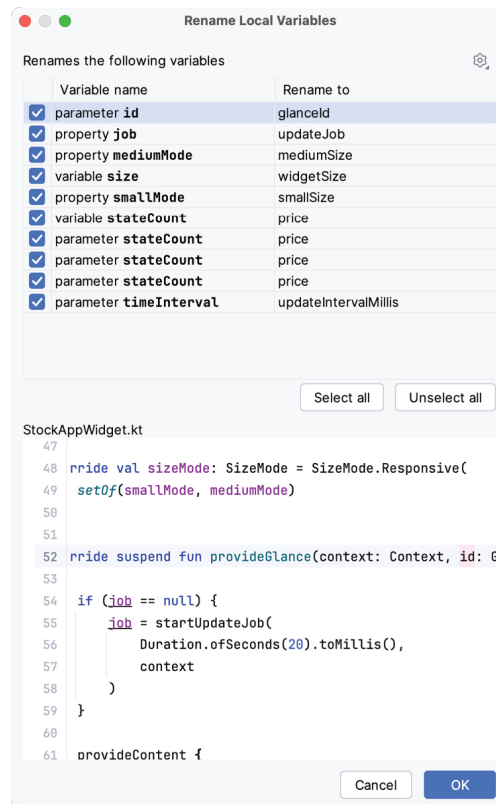 Rename Local Variables
Renames the following variables
Variable name Rename to
parameter id glanceId
property job updateJob
property mediumMode mediumSize
variable size widgetSize
property smallMode smallSize
variable stateCount price
parameter stateCount price
parameter stateCount price
parameter stateCount price
parameter timeInterval updateIntervalMillis
Select all Unselect all
StockAppWidget.kt
47
48 rride val sizeMode: SizeMode = SizeMode.Responsive(
49 setOf(smallMode, mediumMode)
50
51
52 rride suspend fun provideGlance(context: Context, id: G
53
54 if (job == null) {
55 job = startUpdateJob(
56 Duration.ofSeconds(20).toMillis(),
57 context
58 )
59 }
60
61 provideContent {
Cancel OK